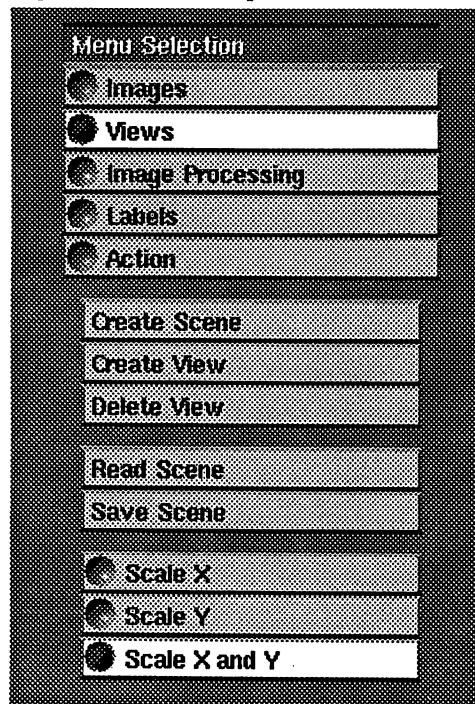 Menu Selection
Images
Views
Image Processing
Labels
Action
Create Scene
Create View
Delete View
Read Scene
Save Scene
Scale X
Scale Y
Scale X and Y